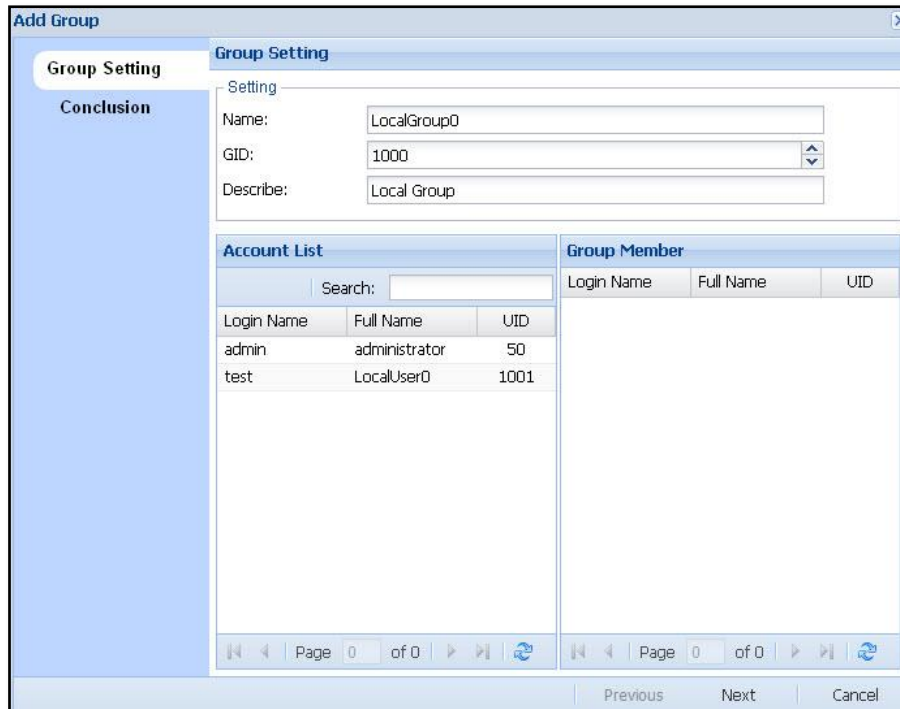 Add Group
Group Setting
Conclusion
Group Setting
Setting
Name: LocalGroup0
GID: 1000
Describe: Local Group
Account List
Search:
Login Name Full Name UID
admin administrator 50
test LocalUser0 1001
Page 0 of 0
Group Member
Login Name Full Name UID
Page 0 of 0
Previous Next Cancel